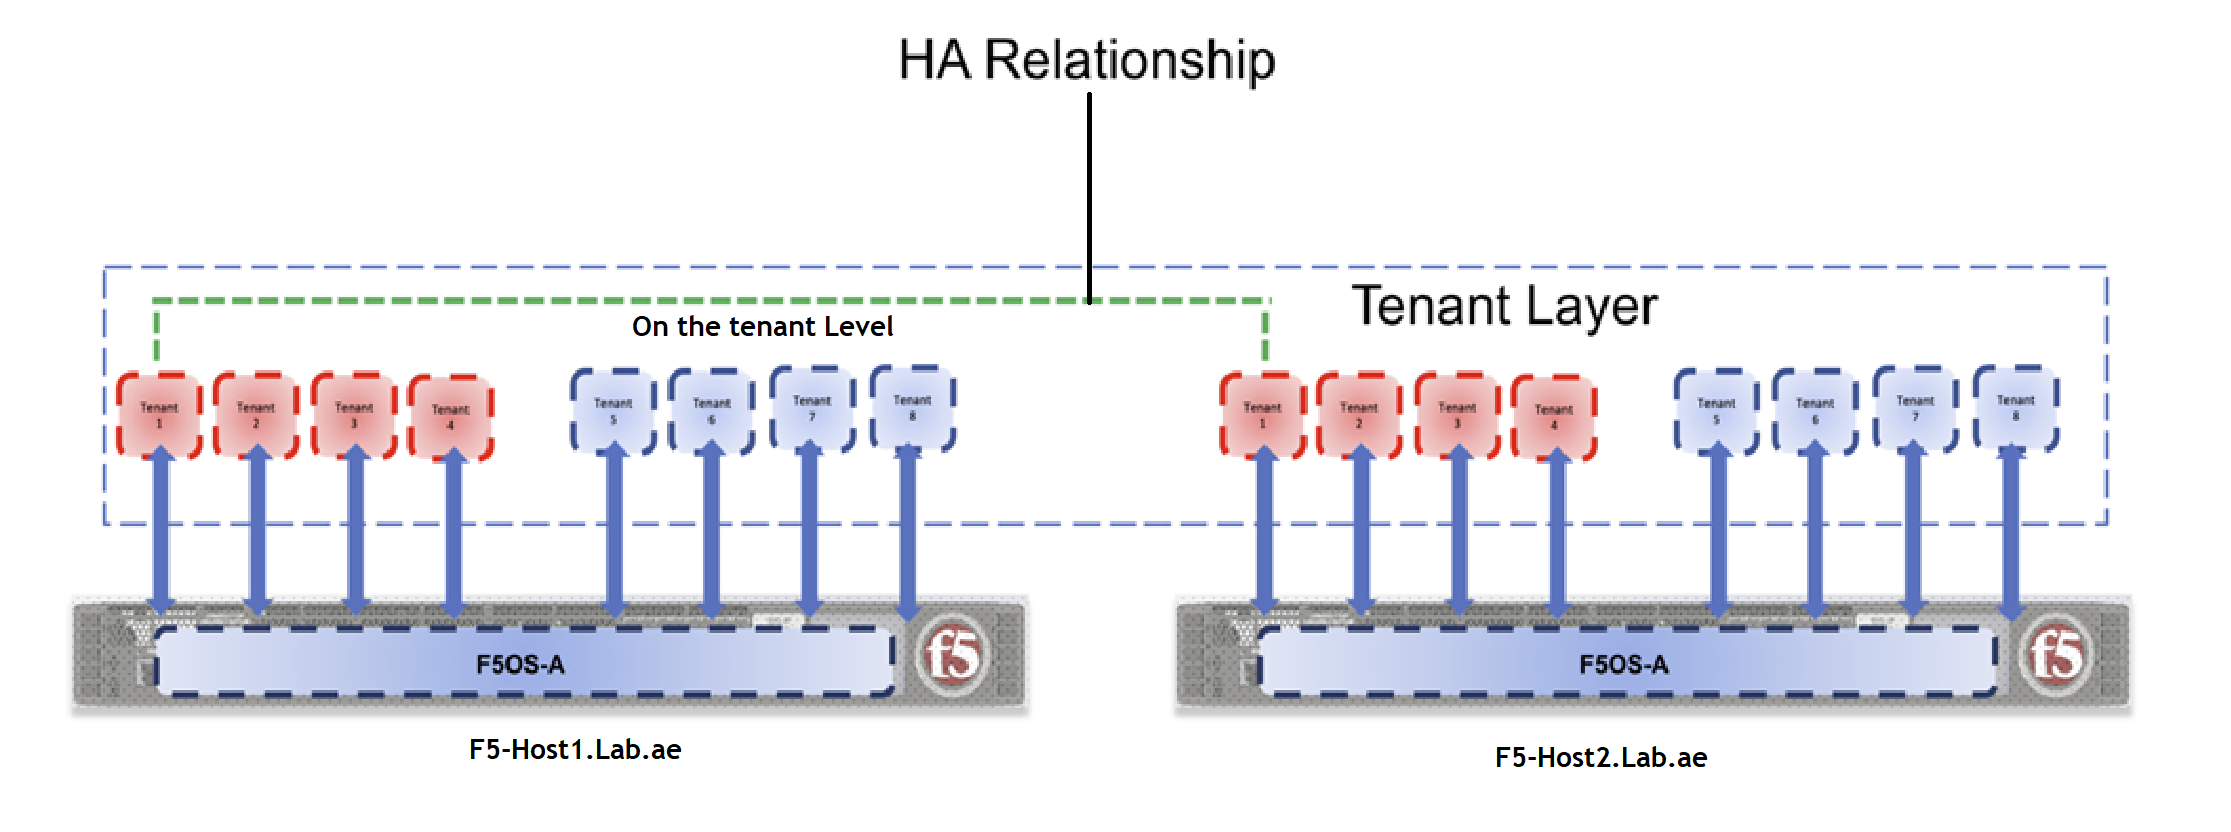 HA Relationship
Tenant Layer
On the tenant Level
Tenant
1
Tenant
2
Tenant
3
Tenant
4
Tenant
5
Tenant
6
Tenant
7
Tenant
8
Tenant
1
Tenant
2
Tenant
3
Tenant
4
Tenant
5
Tenant
6
Tenant
7
Tenant
8
F5OS-A
f5
F5OS-A
f5
F5-Host1.Lab.ae
F5-Host2.Lab.ae